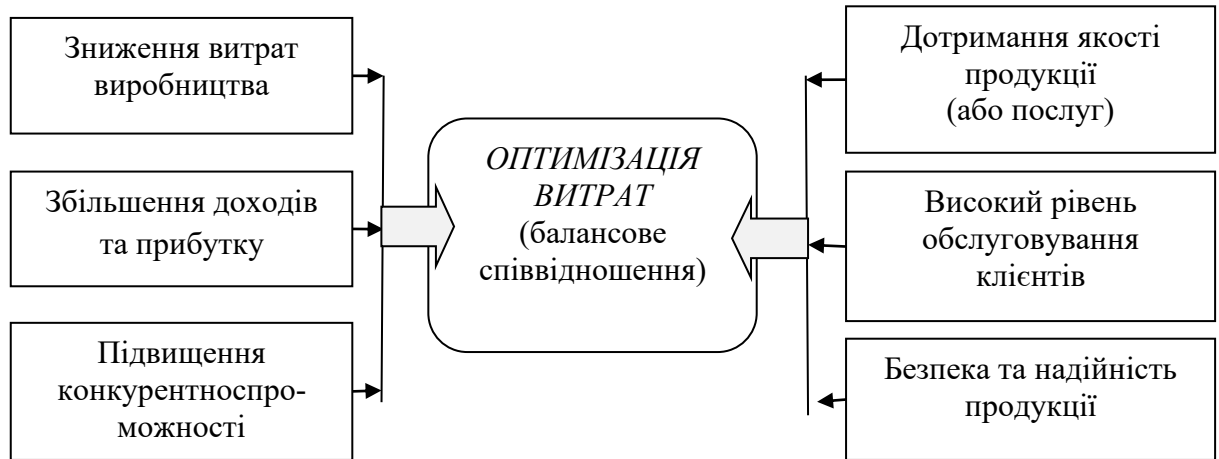 Зниження витрат
виробництва
Збільшення доходів
та прибутку
Підвищення
конкурентноспро-
можності
ОПТИМІЗАЦІЯ
ВИТРАТ
(балансове
співвідношення)
Дотримання якості
продукції
(або послуг)
Високий рівень
обслуговування
клієнтів
Безпека та надійність
продукції